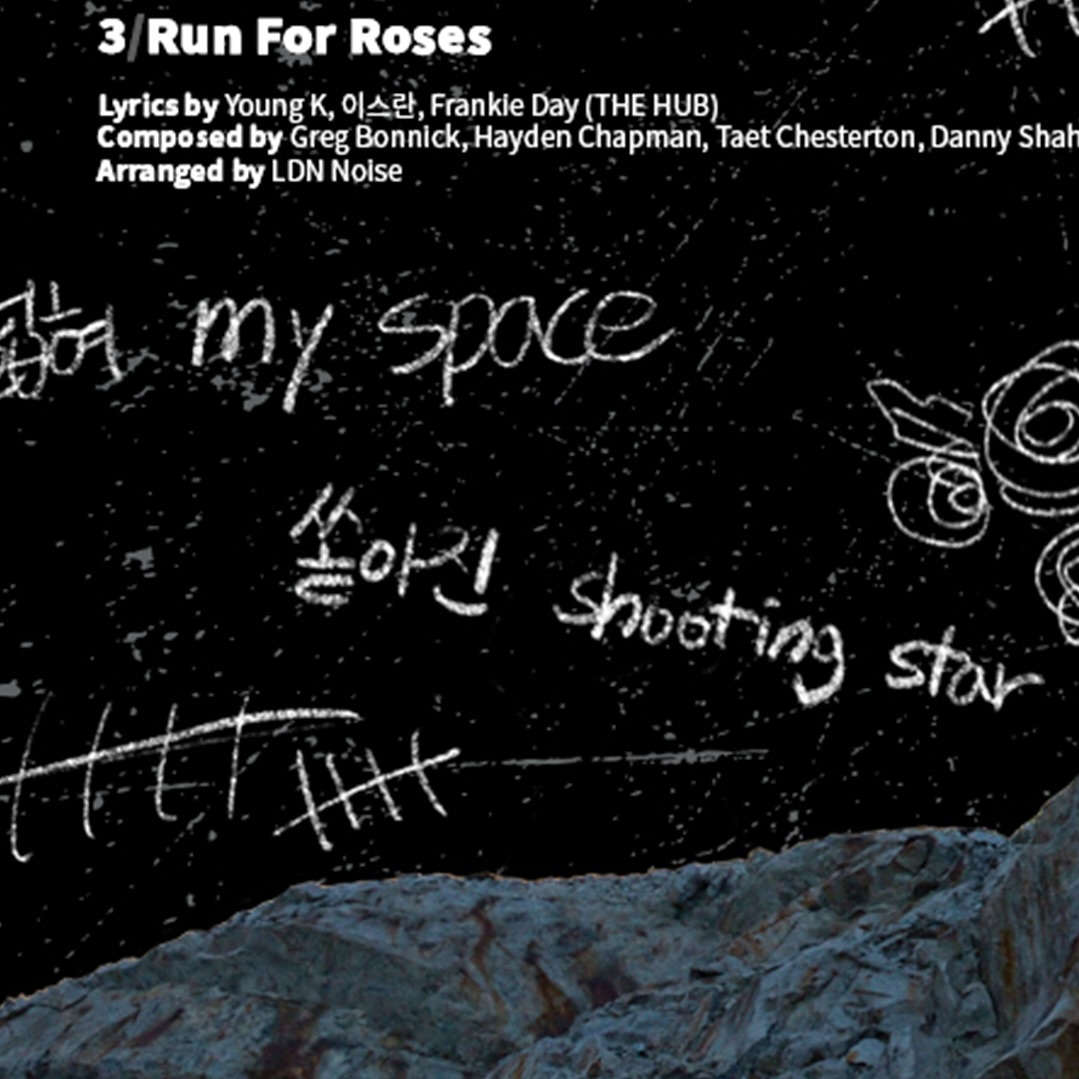 3/Run For Roses
Lyrics by Young K, 이스란, Frankie Day (THE HUB)
Composed by Greg Bonnick, Hayden Chapman, Taet Chesterton, Danny Shah
Arranged by LDN Noise
my space
쏟아진 shooting star